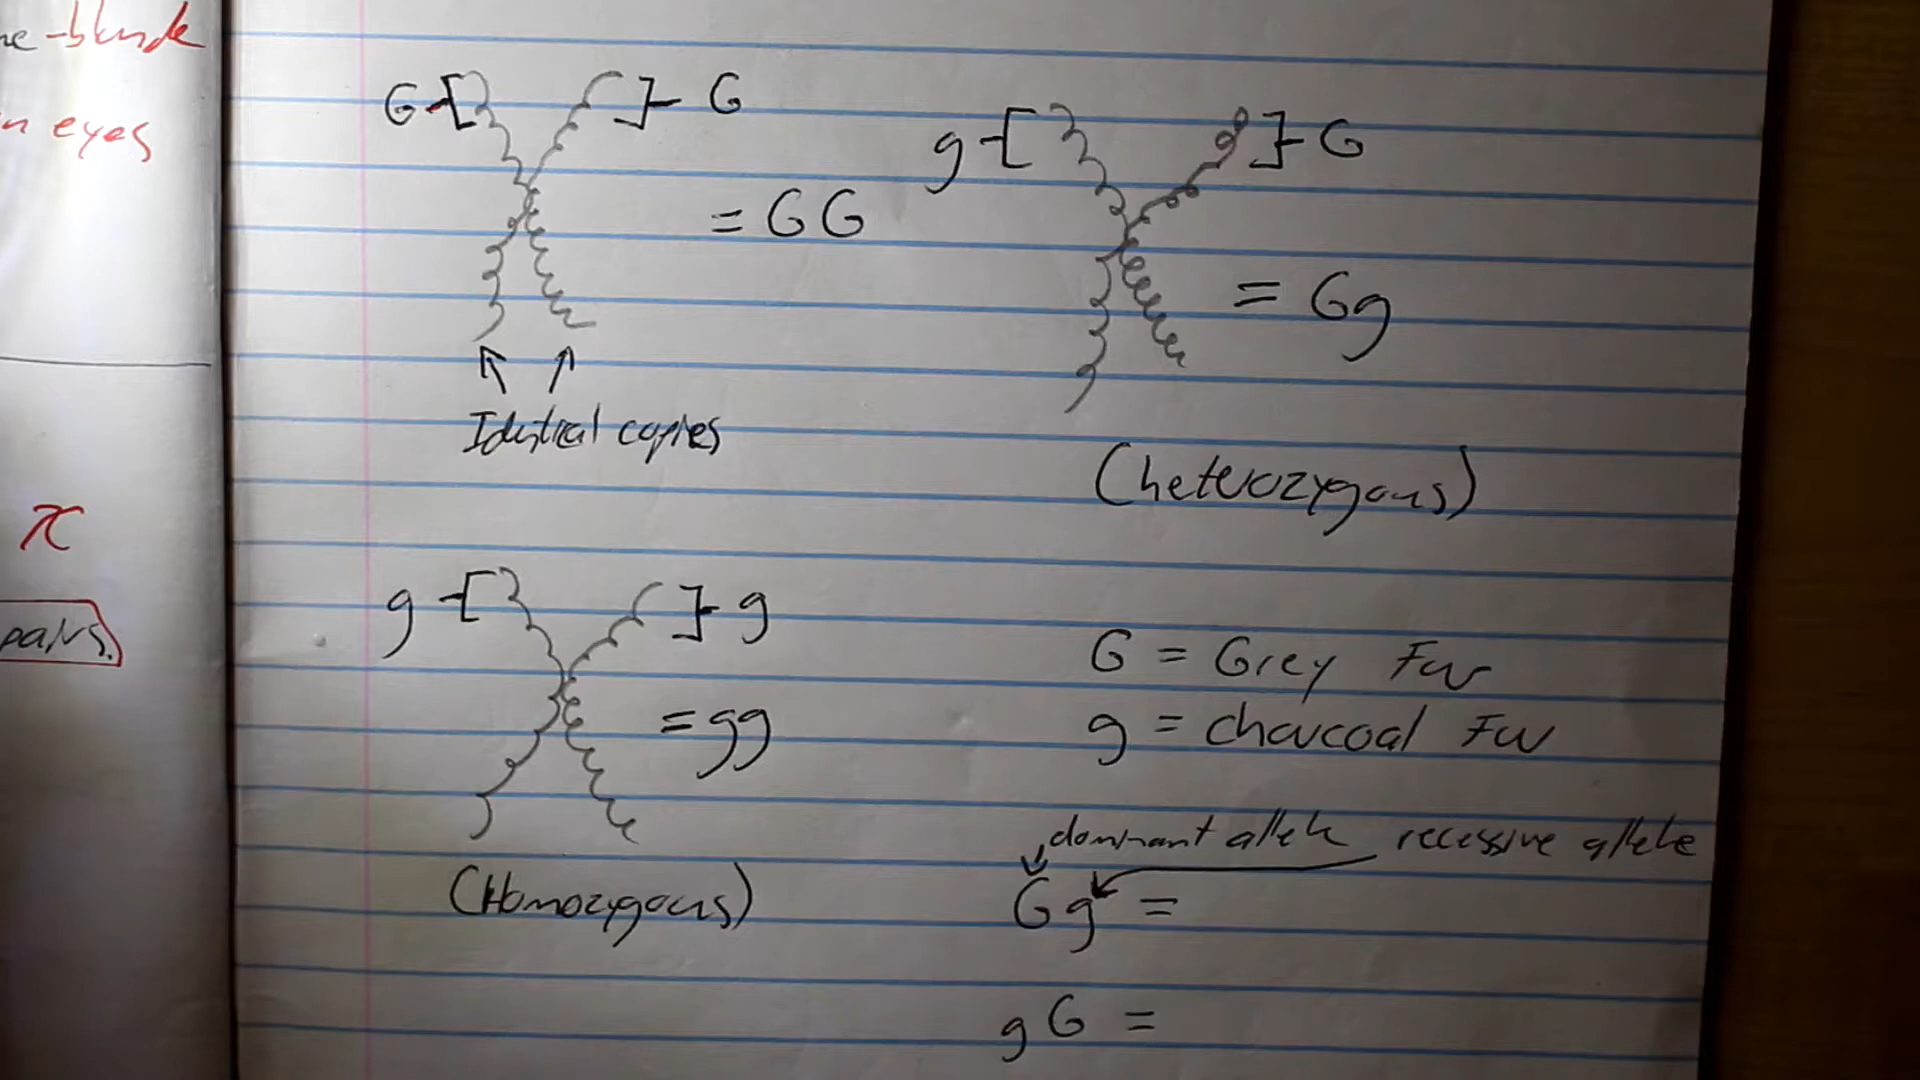 eyes
π
pairs.
G G
= GG
Identical copies
g G
= Gg
(heterozygous)
g g
= gg
(Homozygous)
G = Grey Fur
g = charcoal Fur
dominant allele recessive allele
Gg =
gG =